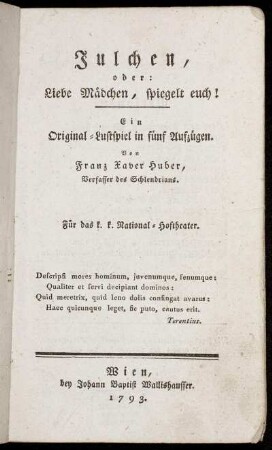 Julchen,
oder:
Liebe Mädchen, spiegelt euch!
Ein
Original-Lustspiel in fünf Aufzügen.
Von
Franz Xaver Huber,
Verfasser des Schlendrians.
Für das k. k. National-Hoftheater.
Descripsi mores hominum, juvenumque, senumque:
Qualiter et servi decipiant dominos:
Quid meretrix, quid leno dolis confingat avarus:
Haec quicunque leget, sic puto, cautus erit.
Terentius.
Wien,
bey Johann Baptist Wallishausser.
1793.